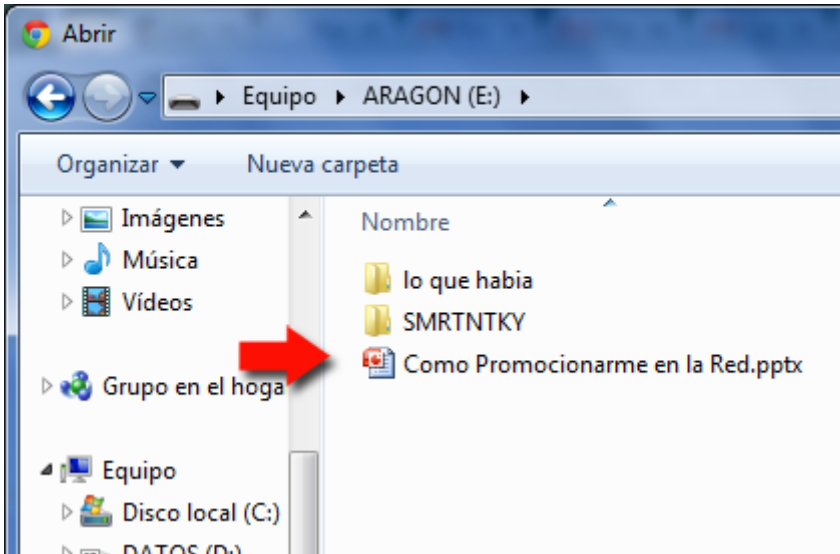 Abrir
Equipo ARAGON (E:)
Organizar Nueva carpeta
Imágenes
Música
Vídeos
Grupo en el hoga
Equipo
Disco local (C:)
DATOS (D:)
Nombre
lo que habia
SMRTNTKY
Como Promocionarme en la Red.pptx